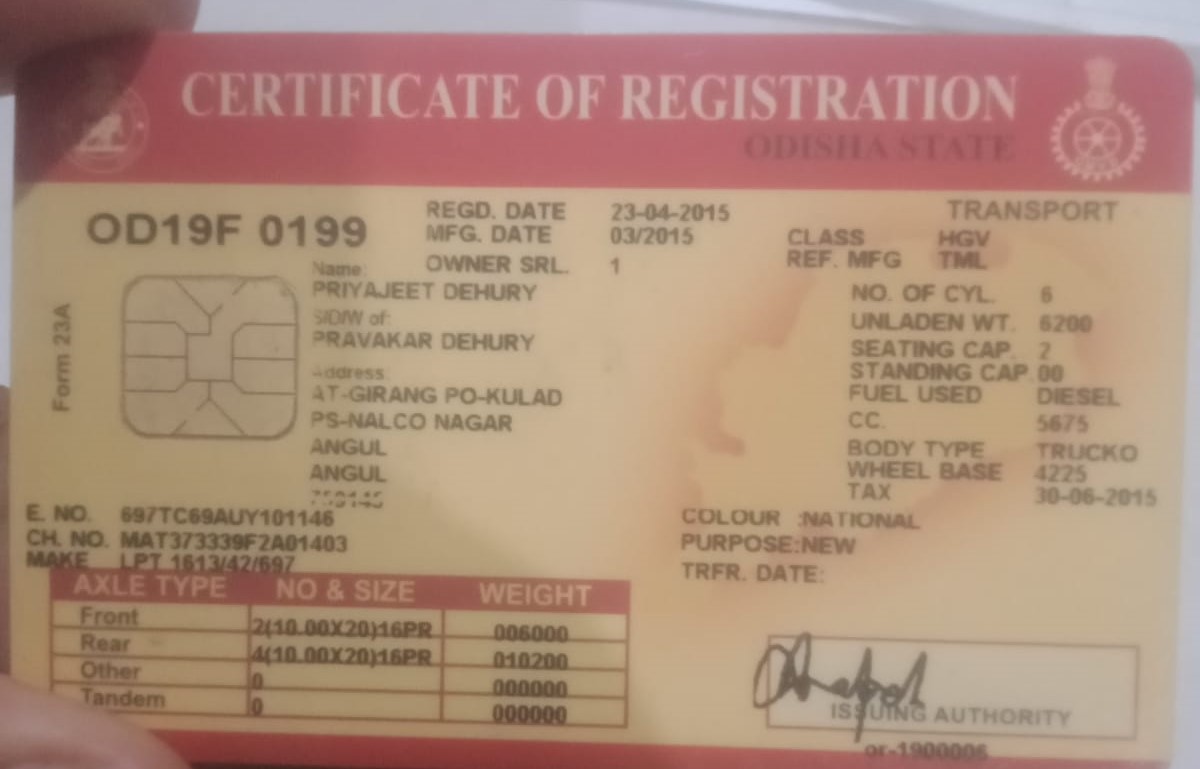 CERTIFICATE OF REGISTRATION
ODISHA STATE
OD19F 0199
REGD. DATE 23-04-2015
MFG. DATE 03/2015
OWNER SRL. 1
TRANSPORT
CLASS HGV
REF. MFG TML
Form 23A
Name:
PRIYAJEET DEHURY
S/D/W of:
PRAVAKAR DEHURY
Address:
AT-GIRANG PO-KULAD
PS-NALCO NAGAR
ANGUL
ANGUL
NO. OF CYL. 6
UNLADEN WT. 6200
SEATING CAP. 2
STANDING CAP. 00
FUEL USED DIESEL
CC. 5675
BODY TYPE TRUCKO
WHEEL BASE 4225
TAX 30-06-2015
E. NO. 697TC69AUY101146
CH. NO. MAT373339F2A01403
MAKE LPT 1613/42/697
COLOUR :NATIONAL
PURPOSE:NEW
TRFR. DATE:
AXLE TYPE NO & SIZE WEIGHT
Front 2(10.00X20)16PR 006000
Rear 4(10.00X20)16PR 010200
Other 0 000000
Tandem 0 000000
ISSUING AUTHORITY
or-1900006